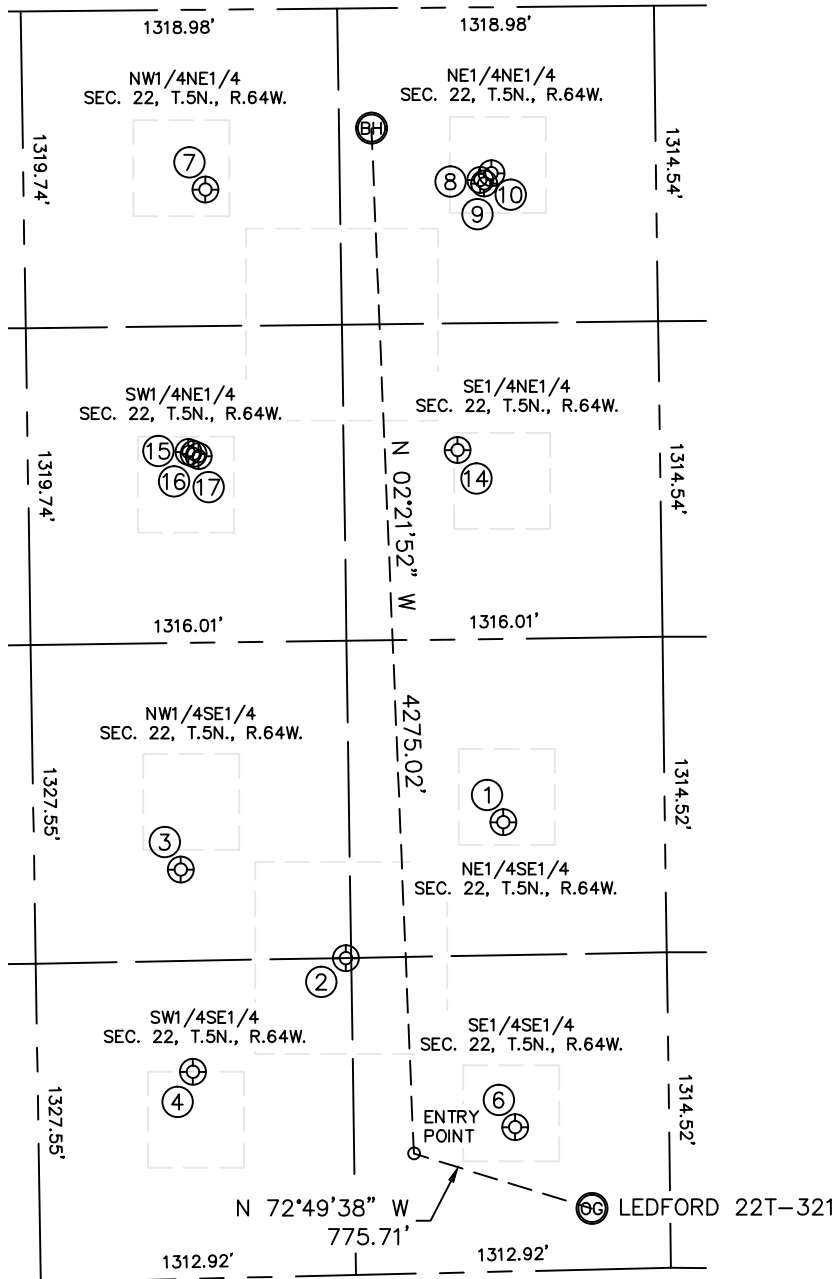 1318.98'
1318.98'
NW1/4NE1/4
SEC. 22, T.5N., R.64W.
NE1/4NE1/4
SEC. 22, T.5N., R.64W.
BH
1319.74'
1314.54'
7
8
10
9
SW1/4NE1/4
SEC. 22, T.5N., R.64W.
SE1/4NE1/4
SEC. 22, T.5N., R.64W.
15
16
17
14
1319.74'
1314.54'
N 02°21'52" W
4275.02'
1316.01'
1316.01'
NW1/4SE1/4
SEC. 22, T.5N., R.64W.
1327.55'
1314.52'
1
3
NE1/4SE1/4
SEC. 22, T.5N., R.64W.
2
SW1/4SE1/4
SEC. 22, T.5N., R.64W.
SE1/4SE1/4
SEC. 22, T.5N., R.64W.
4
6
1327.55'
1314.52'
ENTRY
POINT
N 72°49'38" W
775.71'
OG
LEDFORD 22T-321
1312.92'
1312.92'